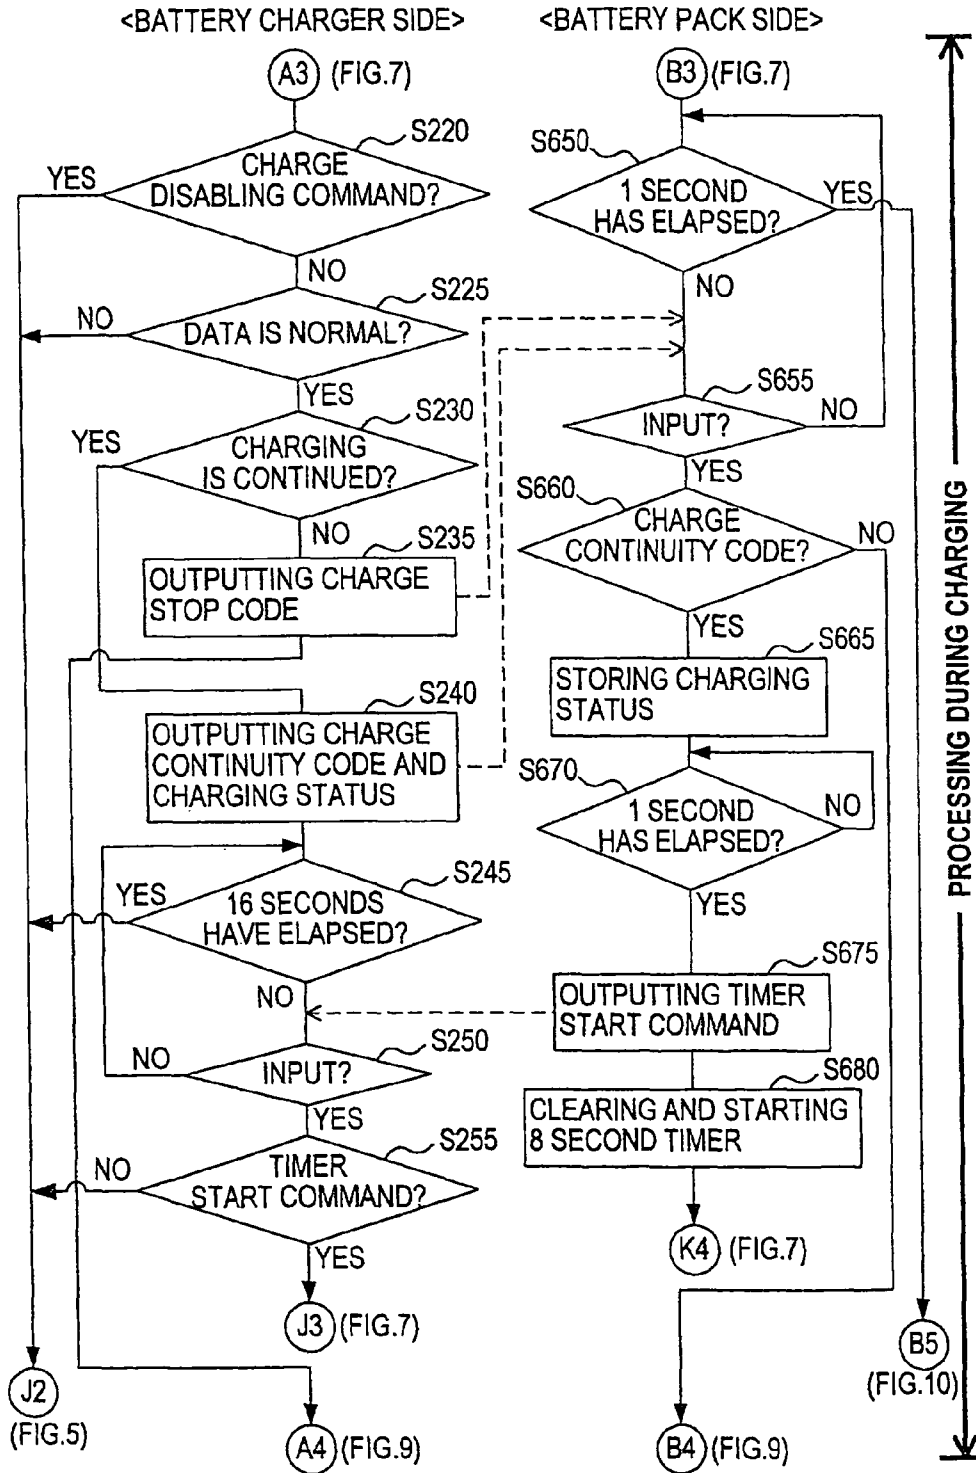 <BATTERY CHARGER SIDE>
A3 (FIG.7)
S220
CHARGE
DISABLING COMMAND?
YES
NO
S225
DATA IS NORMAL?
NO
YES
S230
CHARGING
IS CONTINUED?
YES
NO
S235
OUTPUTTING CHARGE
STOP CODE
S240
OUTPUTTING CHARGE
CONTINUITY CODE AND
CHARGING STATUS
S245
16 SECONDS
HAVE ELAPSED?
YES
NO
S250
INPUT?
NO
YES
S255
TIMER
START COMMAND?
NO
YES
J3 (FIG.7)
J2
(FIG.5)
A4 (FIG.9)
<BATTERY PACK SIDE>
B3 (FIG.7)
S650
1 SECOND
HAS ELAPSED?
YES
NO
S655
INPUT?
NO
YES
S660
CHARGE
CONTINUITY CODE?
NO
YES
S665
STORING CHARGING
STATUS
S670
1 SECOND
HAS ELAPSED?
NO
YES
S675
OUTPUTTING TIMER
START COMMAND
S680
CLEARING AND STARTING
8 SECOND TIMER
K4 (FIG.7)
B5
(FIG.10)
B4 (FIG.9)
PROCESSING DURING CHARGING